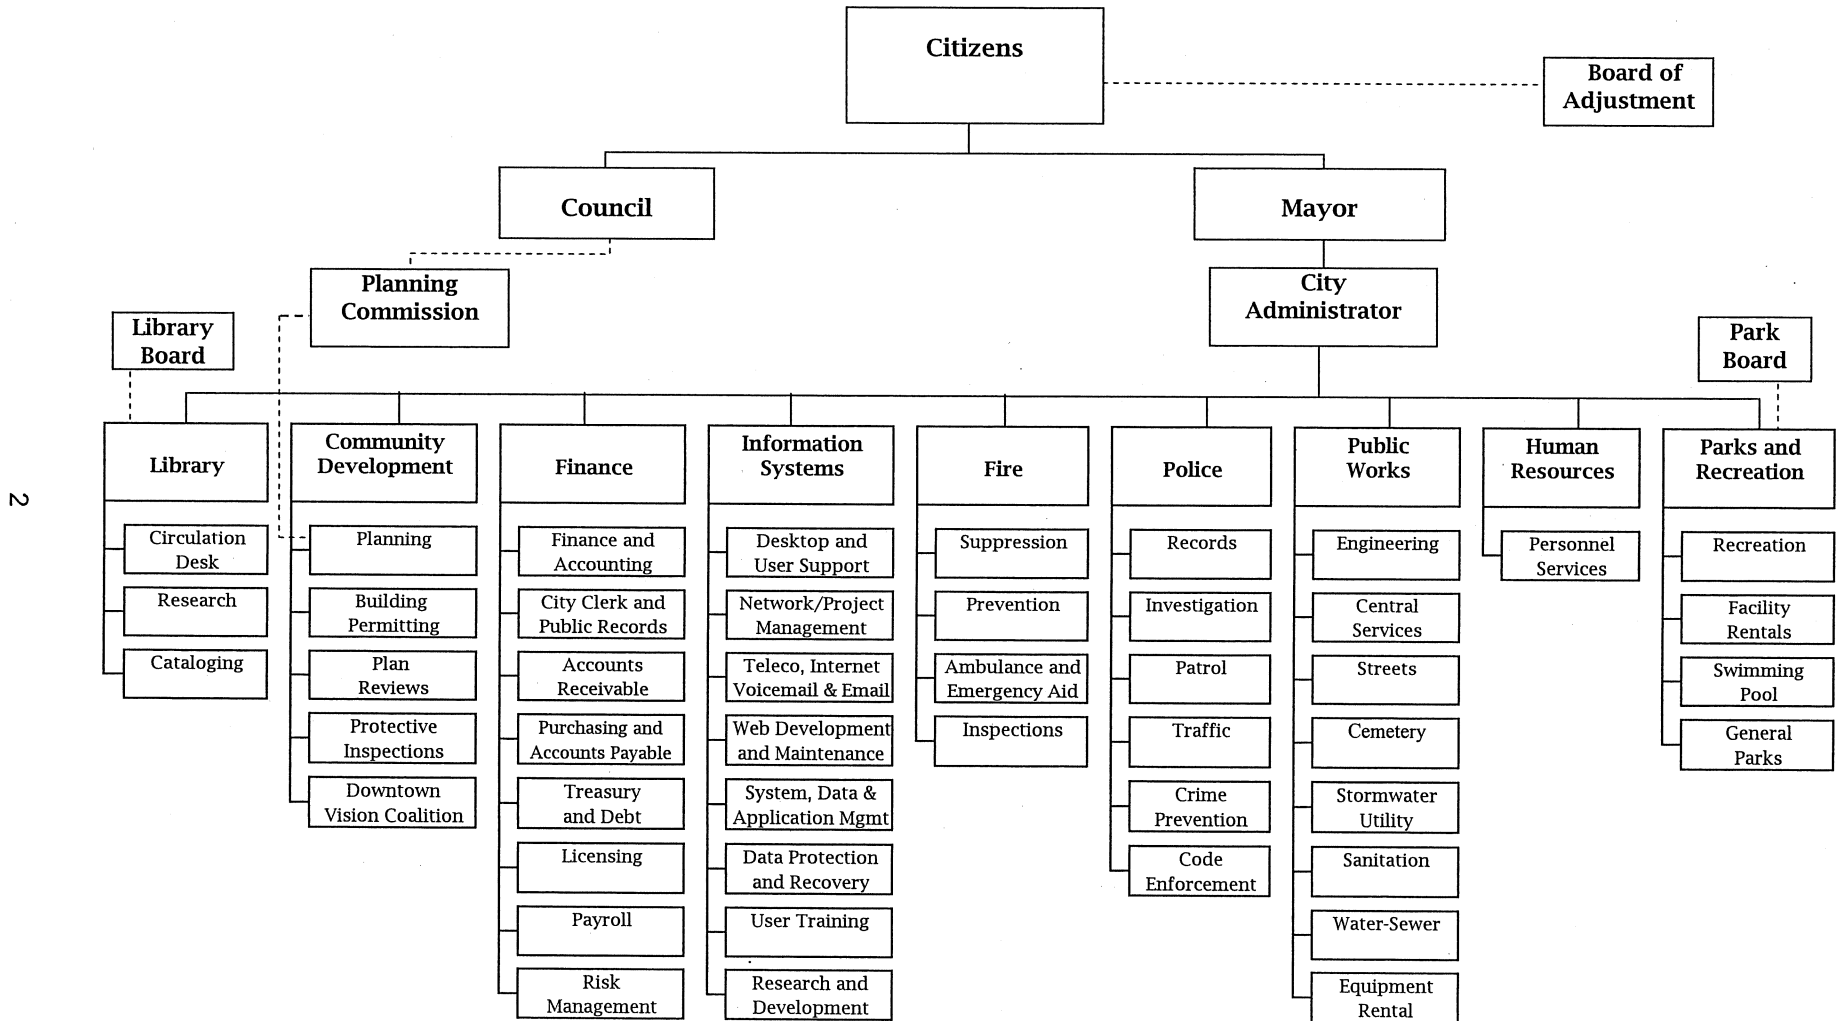 Citizens
Board of
Adjustment
Council
Mayor
Planning
Commission
City
Administrator
Library
Board
Park
Board
Library
Community
Development
Finance
Information
Systems
Fire
Police
Public
Works
Human
Resources
Parks and
Recreation
2
Circulation
Desk
Research
Cataloging
Planning
Building
Permitting
Plan
Reviews
Protective
Inspections
Downtown
Vision Coalition
Finance and
Accounting
City Clerk and
Public Records
Accounts
Receivable
Purchasing and
Accounts Payable
Treasury
and Debt
Licensing
Payroll
Risk
Management
Desktop and
User Support
Network/Project
Management
Teleco, Internet
Voicemail & Email
Web Development
and Maintenance
System, Data &
Application Mgmt
Data Protection
and Recovery
User Training
Research and
Development
Suppression
Prevention
Ambulance and
Emergency Aid
Inspections
Records
Investigation
Patrol
Traffic
Crime
Prevention
Code
Enforcement
Engineering
Central
Services
Streets
Cemetery
Stormwater
Utility
Sanitation
Water-Sewer
Equipment
Rental
Personnel
Services
Recreation
Facility
Rentals
Swimming
Pool
General
Parks